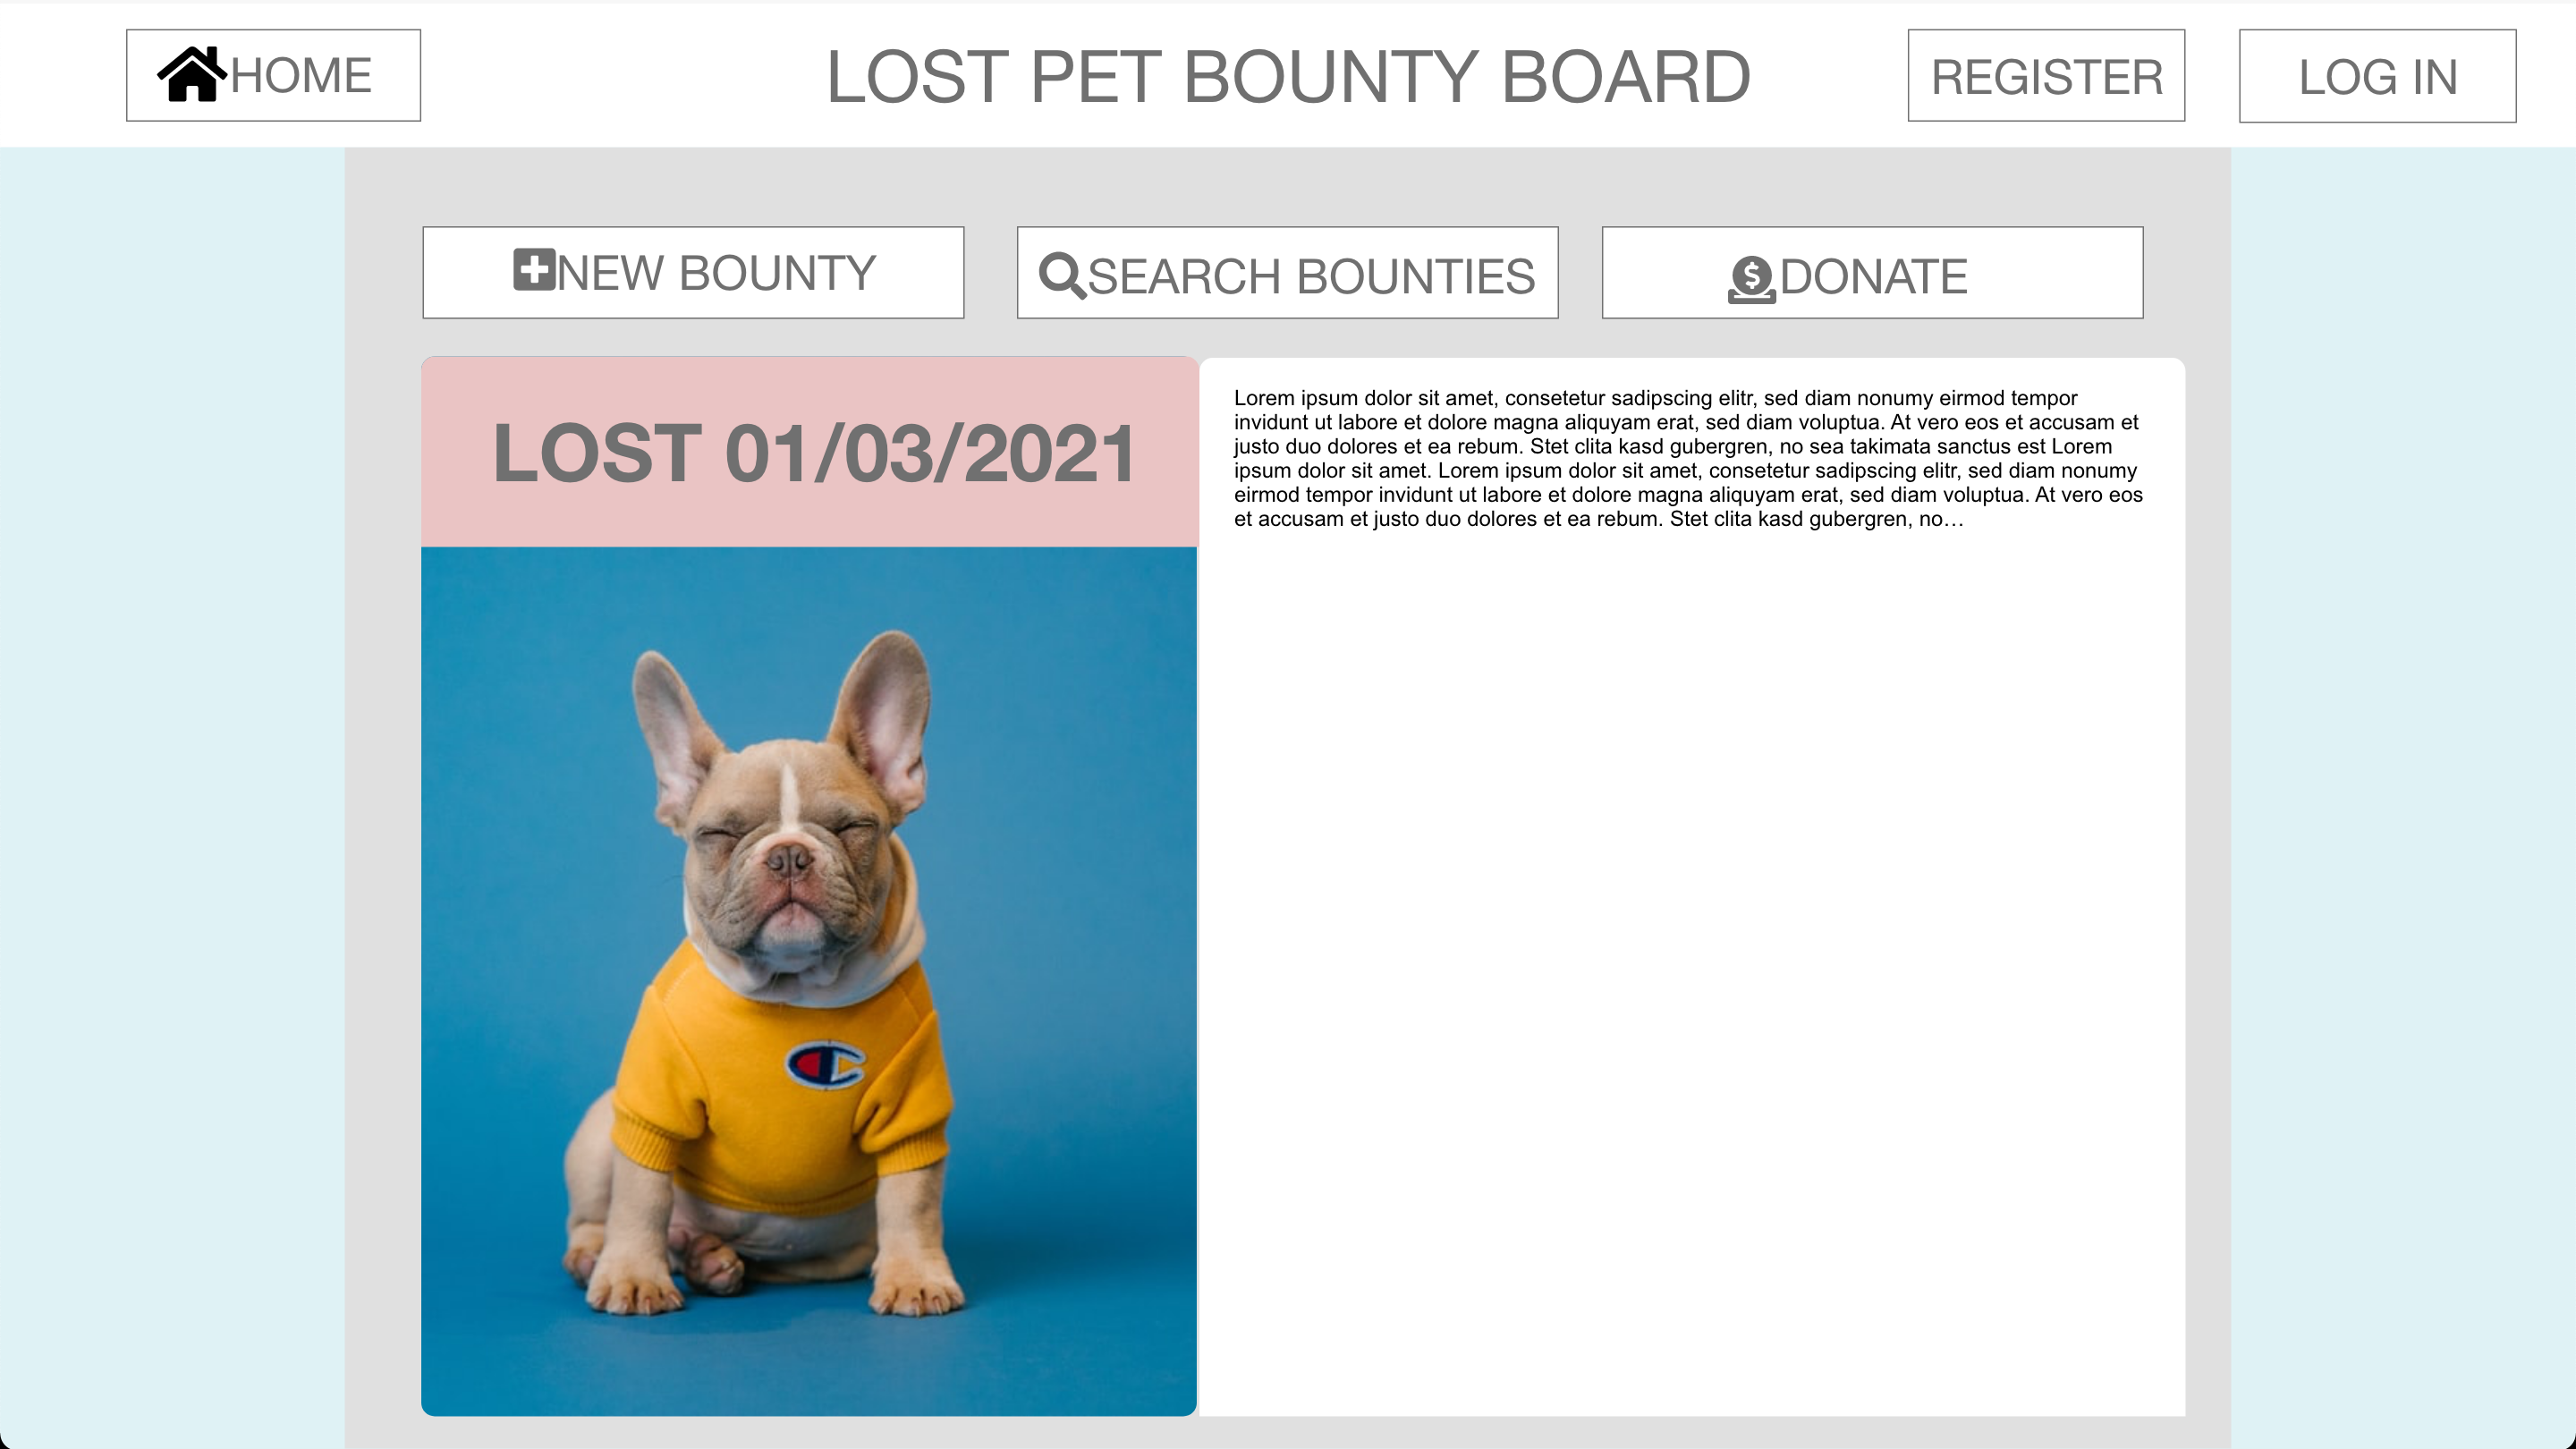 HOME
LOST PET BOUNTY BOARD
REGISTER
LOG IN
NEW BOUNTY
SEARCH BOUNTIES
DONATE
LOST 01/03/2021
Lorem ipsum dolor sit amet, consetetur sadipscing elitr, sed diam nonumy eirmod tempor
invidunt ut labore et dolore magna aliquyam erat, sed diam voluptua. At vero eos et accusam et
justo duo dolores et ea rebum. Stet clita kasd gubergren, no sea takimata sanctus est Lorem
ipsum dolor sit amet. Lorem ipsum dolor sit amet, consetetur sadipscing elitr, sed diam nonumy
eirmod tempor invidunt ut labore et dolore magna aliquyam erat, sed diam voluptua. At vero eos
et accusam et justo duo dolores et ea rebum. Stet clita kasd gubergren, no…